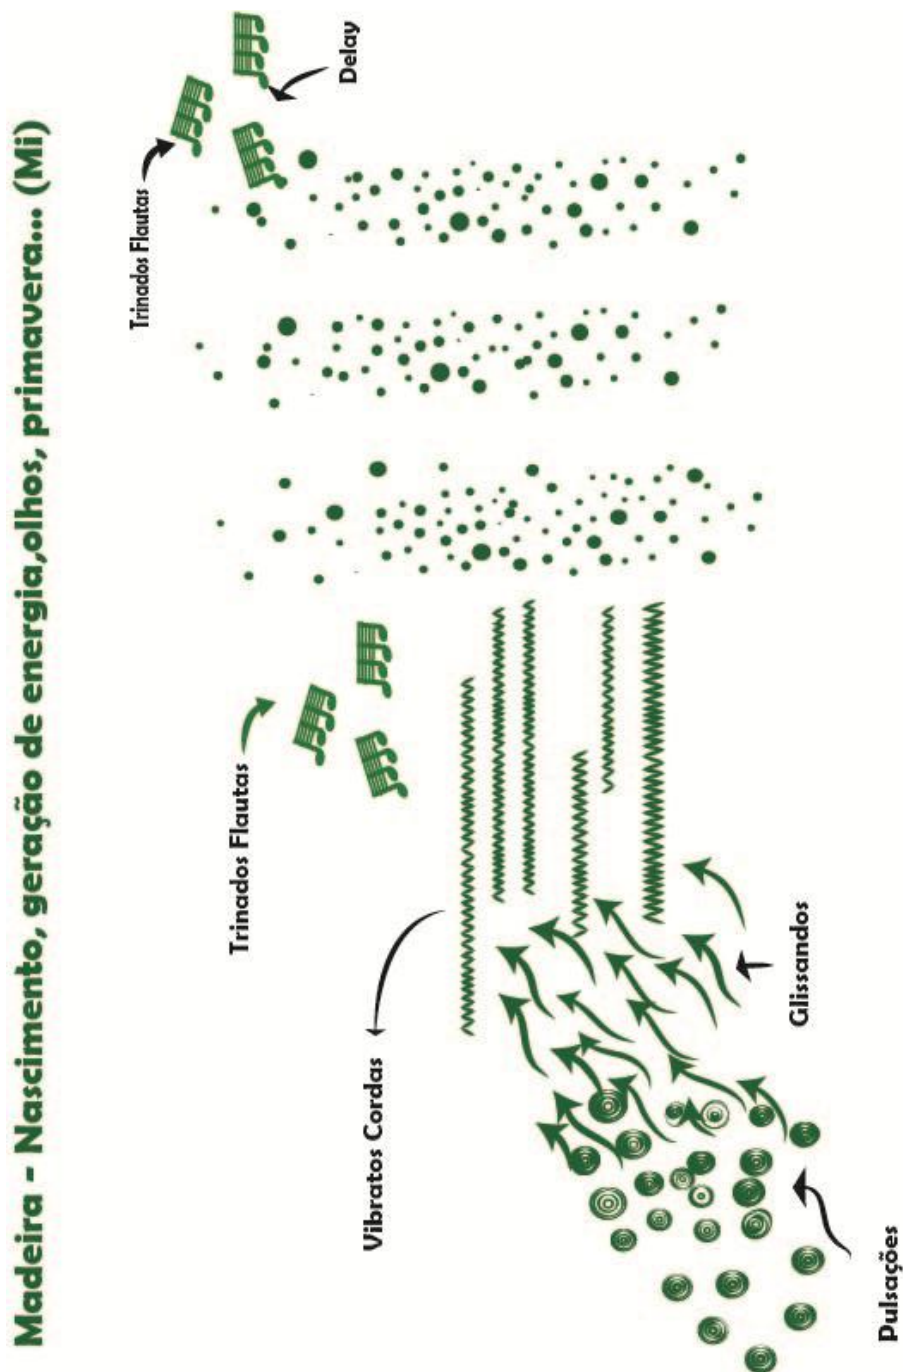 Madeira - Nascimento, geração de energia,olhos, primavera... (Mi)
Trinados Flautas
Delay
Trinados Flautas
Vibratos Cordas
Glissandos
Pulsações